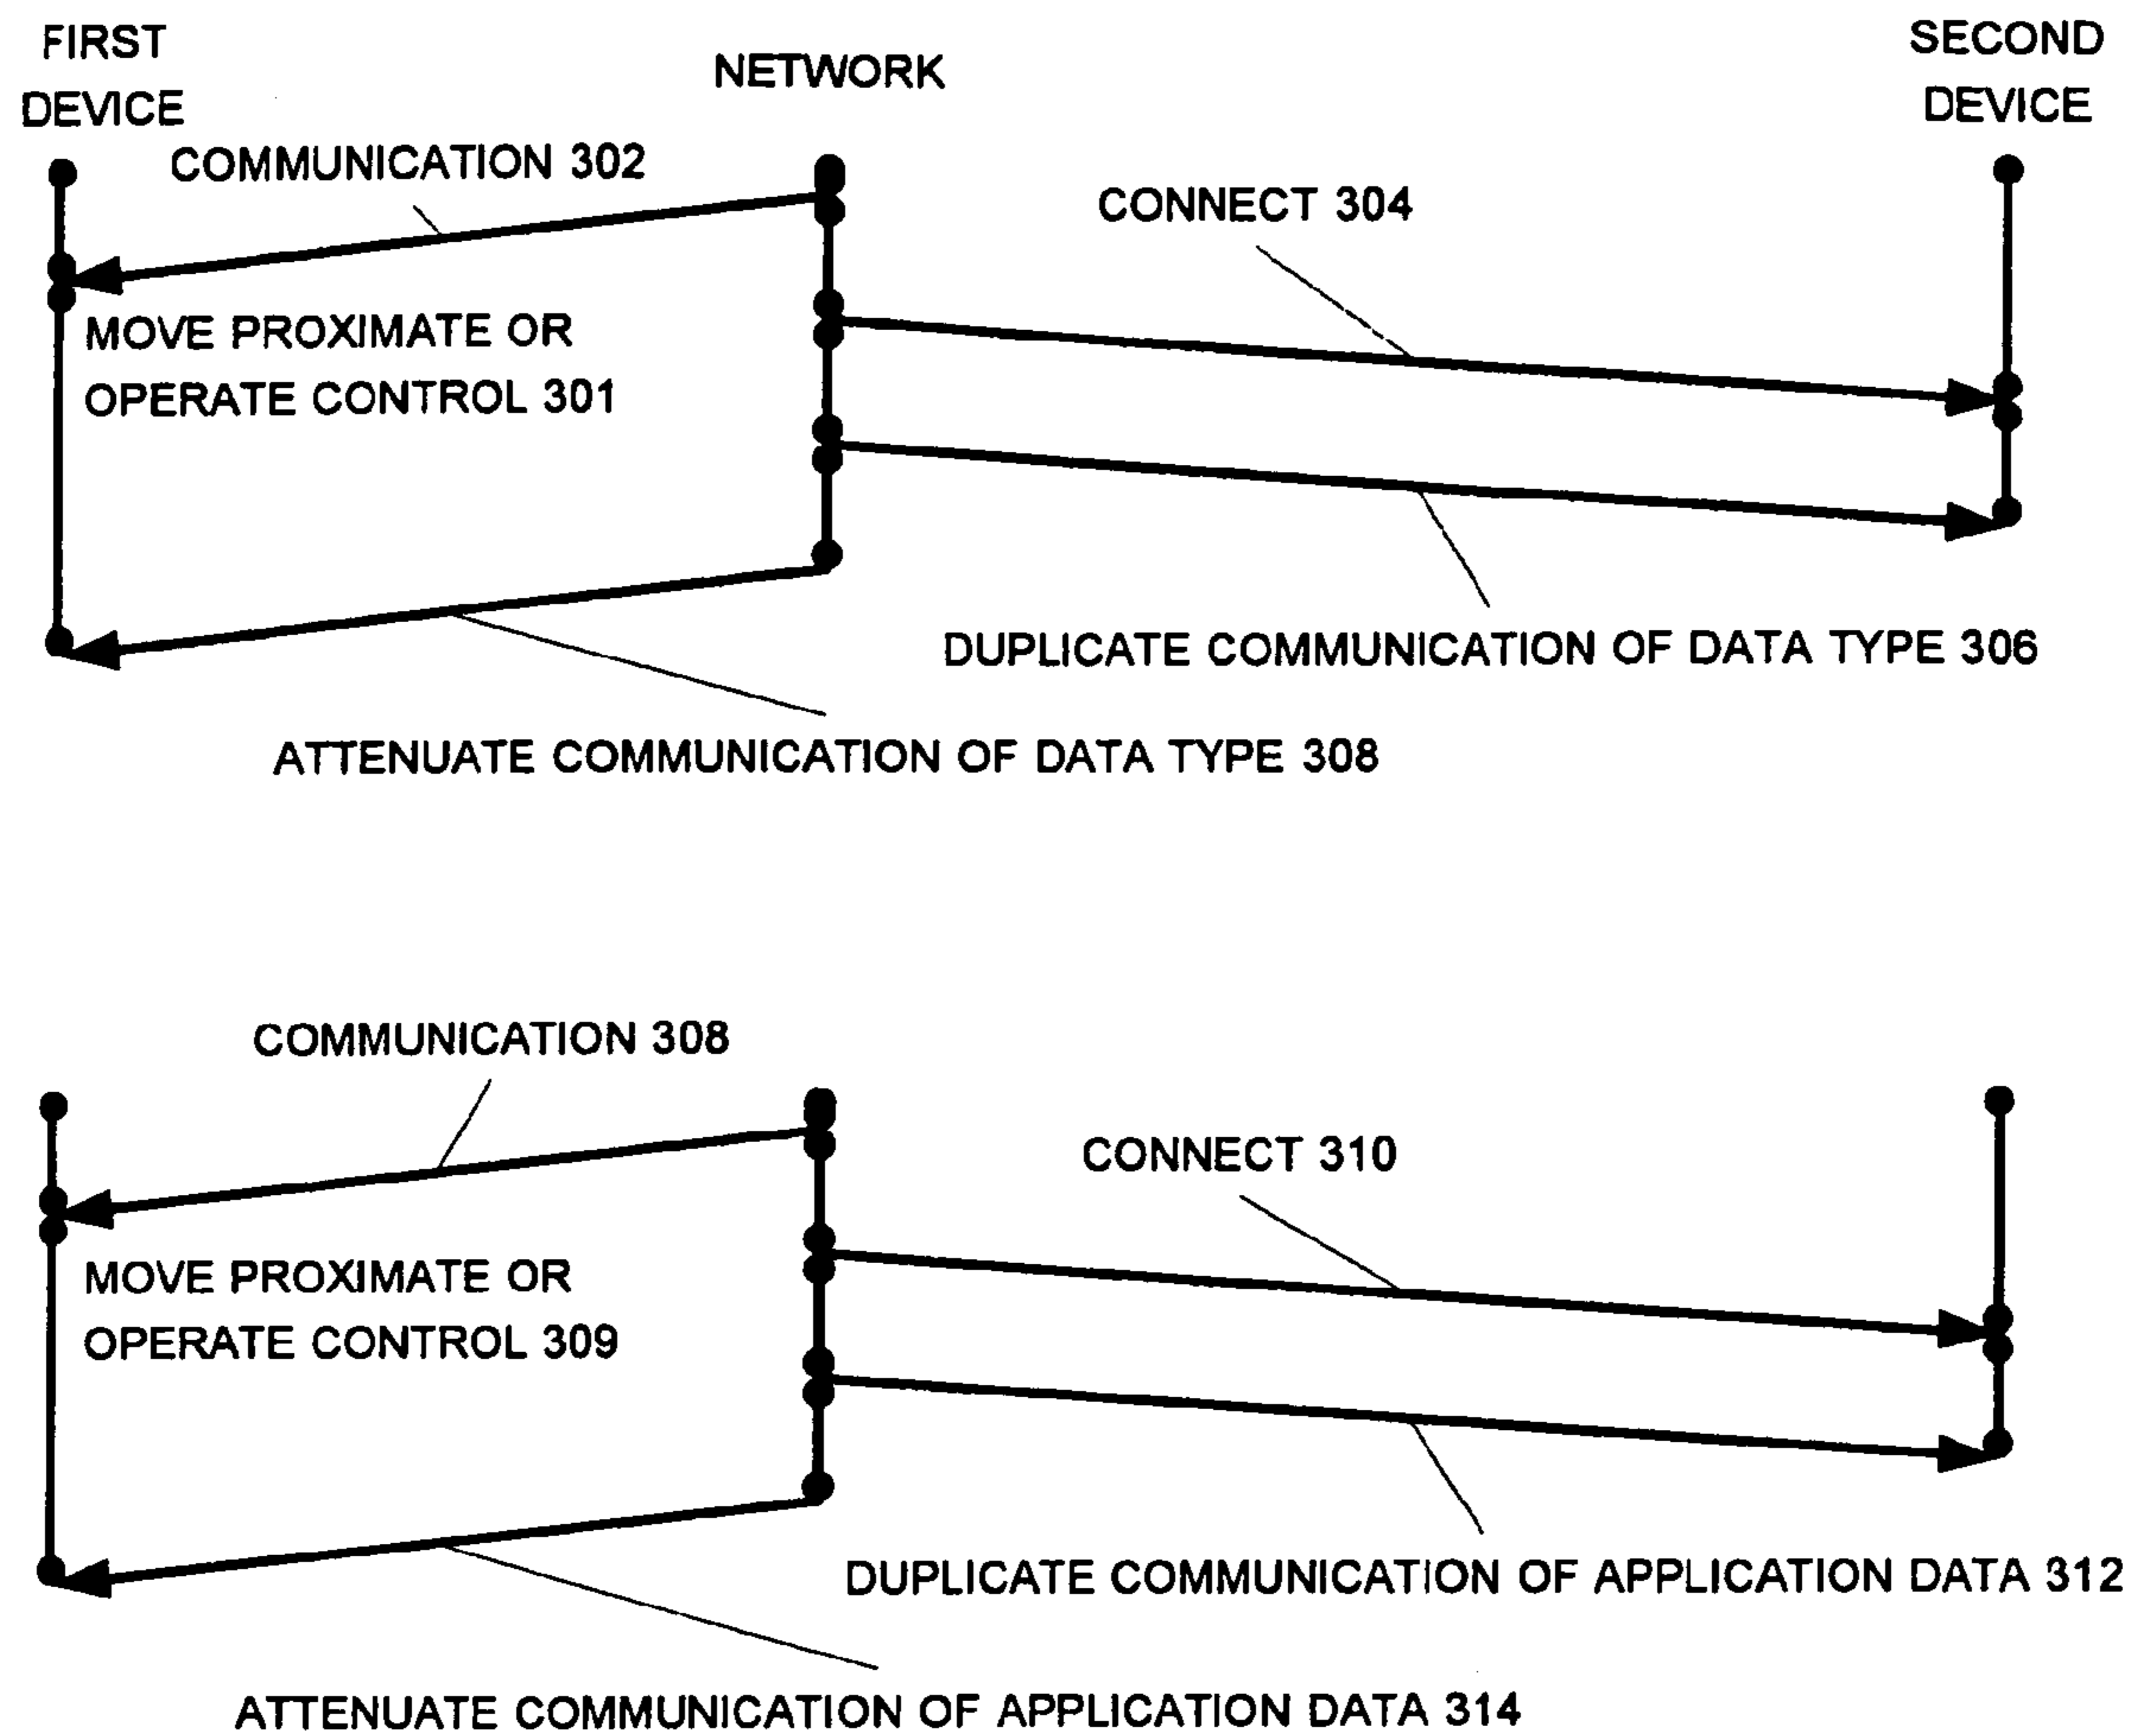 FIRST
DEVICE
NETWORK
SECOND
DEVICE
COMMUNICATION 302
CONNECT 304
MOVE PROXIMATE OR
OPERATE CONTROL 301
DUPLICATE COMMUNICATION OF DATA TYPE 306
ATTENUATE COMMUNICATION OF DATA TYPE 308
COMMUNICATION 308
CONNECT 310
MOVE PROXIMATE OR
OPERATE CONTROL 309
DUPLICATE COMMUNICATION OF APPLICATION DATA 312
ATTENUATE COMMUNICATION OF APPLICATION DATA 314